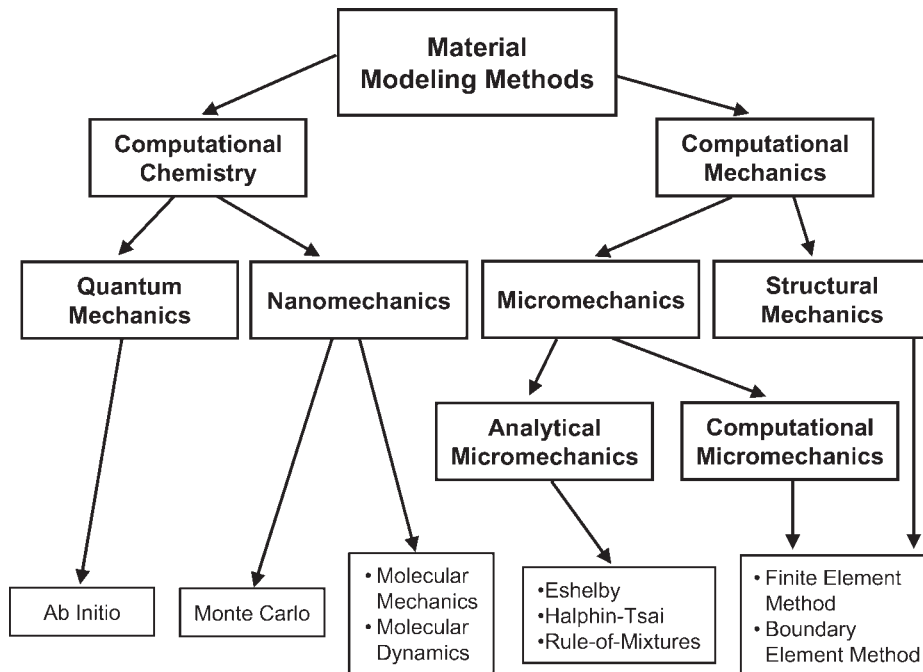 Material
Modeling Methods
Computational
Chemistry
Computational
Mechanics
Quantum
Mechanics
Nanomechanics
Micromechanics
Structural
Mechanics
Analytical
Micromechanics
Computational
Micromechanics
Ab Initio
Monte Carlo
• Molecular
Mechanics
• Molecular
Dynamics
• Eshelby
• Halphin-Tsai
• Rule-of-Mixtures
• Finite Element
Method
• Boundary
Element Method